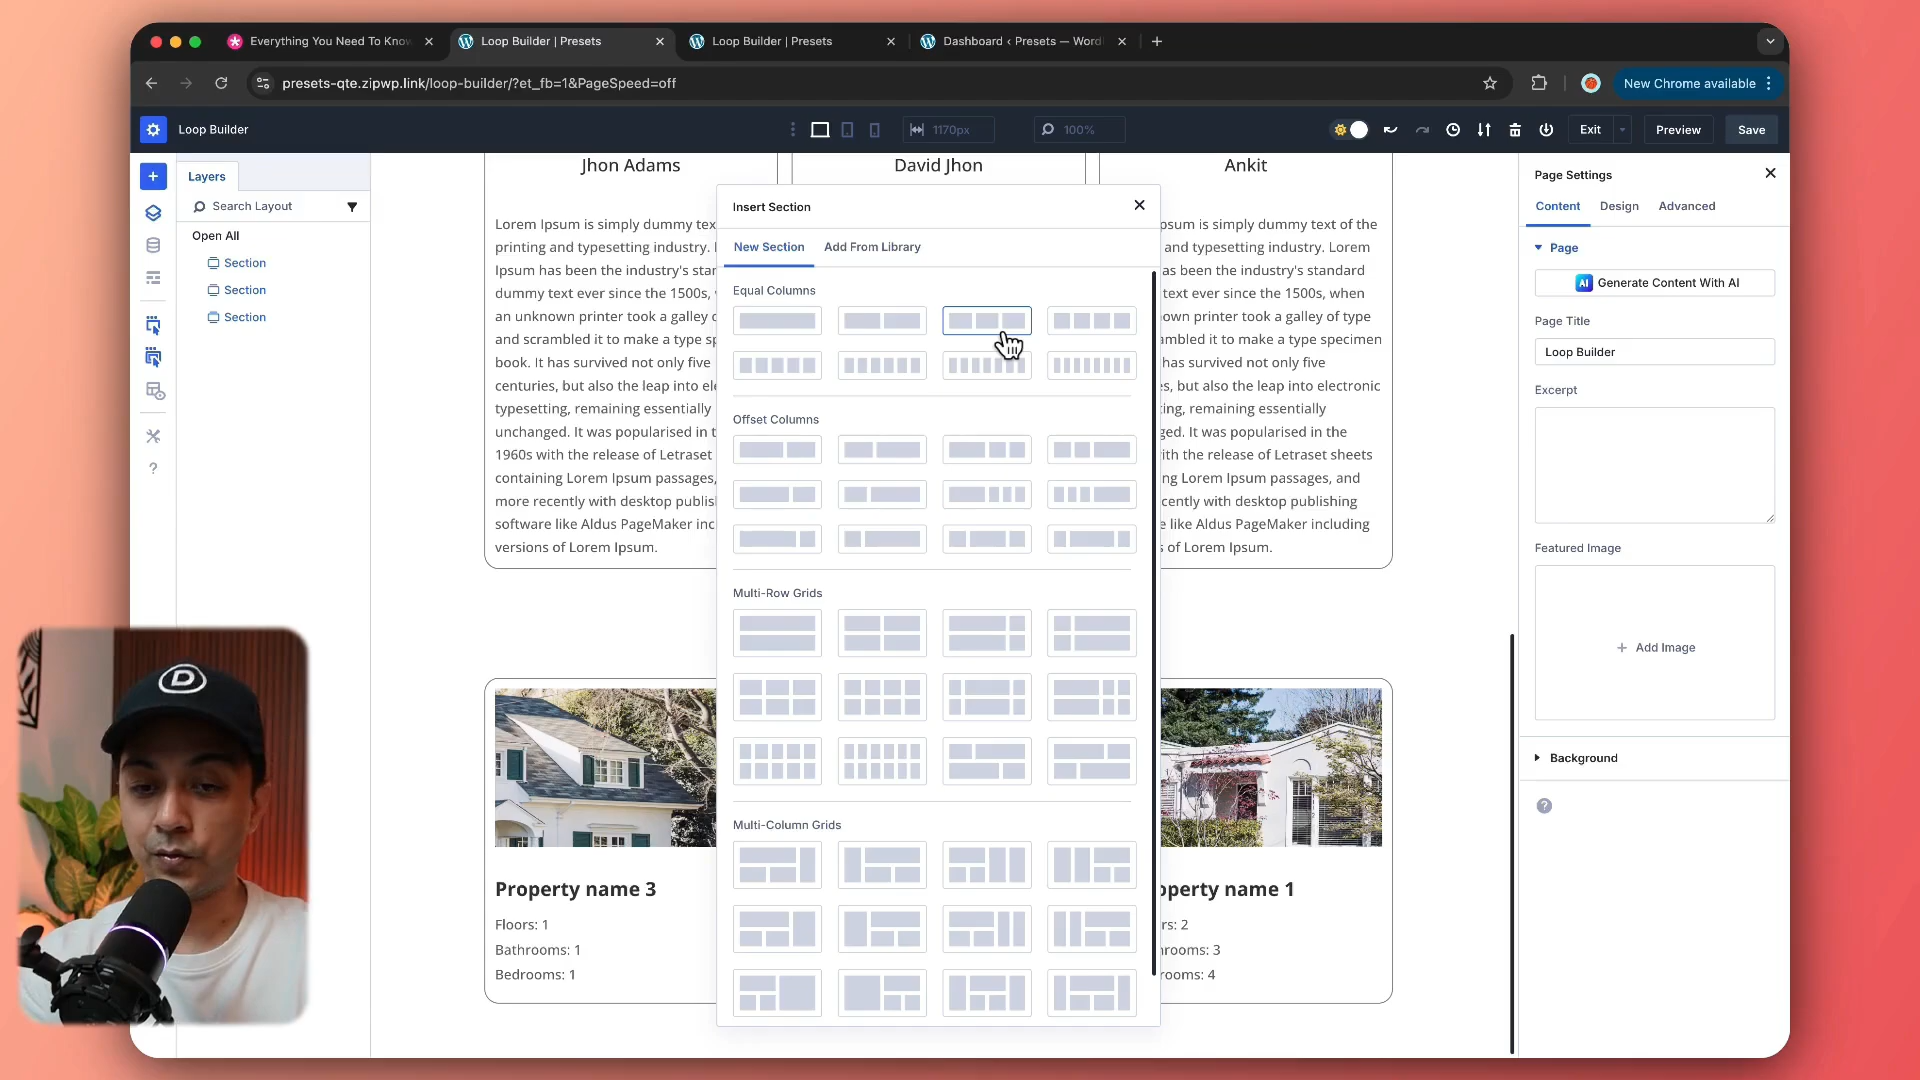 Everything You Need To Know
Loop Builder | Presets
Loop Builder | Presets
Dashboard ‹ Presets — Word
presets-qte.zipwp.link/loop-builder/?et_fb=1&PageSpeed=off
New Chrome available
Loop Builder
1170px
100%
Exit
Preview
Save
Layers
Search Layout
Open All
Section
Section
Section
Jhon Adams
David Jhon
Ankit
Lorem Ipsum is simply dummy tex
printing and typesetting industry.
Ipsum has been the industry's star
dummy text ever since the 1500s,
an unknown printer took a galley o
and scrambled it to make a type sp
book. It has survived not only five
centuries, but also the leap into ele
typesetting, remaining essentially
unchanged. It was popularised in t
1960s with the release of Letraset
containing Lorem Ipsum passages,
more recently with desktop publis
software like Aldus PageMaker inc
versions of Lorem Ipsum.
psum is simply dummy text of the
and typesetting industry. Lorem
as been the industry's standard
text ever since the 1500s, when
own printer took a galley of type
ambled it to make a type specimen
has survived not only five
s, but also the leap into electronic
ting, remaining essentially
ged. It was popularised in the
ith the release of Letraset sheets
ng Lorem Ipsum passages, and
cently with desktop publishing
e like Aldus PageMaker including
s of Lorem Ipsum.
Insert Section
New Section
Add From Library
Equal Columns
Offset Columns
Multi-Row Grids
Multi-Column Grids
Property name 3
Floors: 1
Bathrooms: 1
Bedrooms: 1
operty name 1
rs: 2
rooms: 3
ooms: 4
Page Settings
Content
Design
Advanced
Page
AI Generate Content With AI
Page Title
Loop Builder
Excerpt
Featured Image
+ Add Image
Background
?
?
D